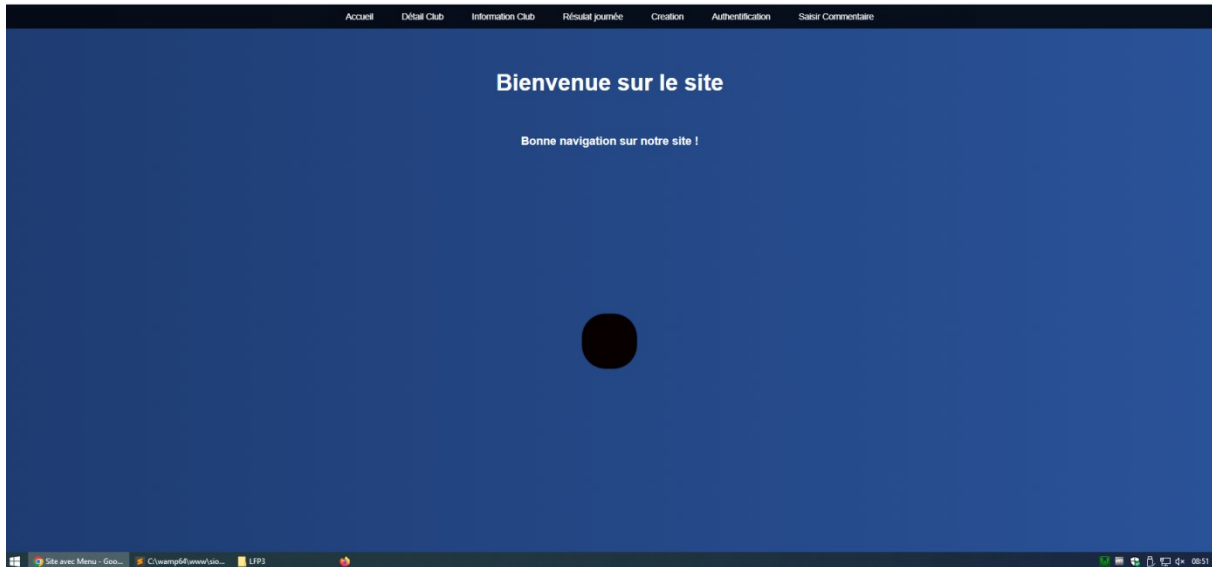 Accueil Détail Club Information Club Résulat journée Creation Authentification Saisir Commentaire
Bienvenue sur le site
Bonne navigation sur notre site !
Site avec Menu - Goo... C:\wamp64\www\sio... LFP3 08:51